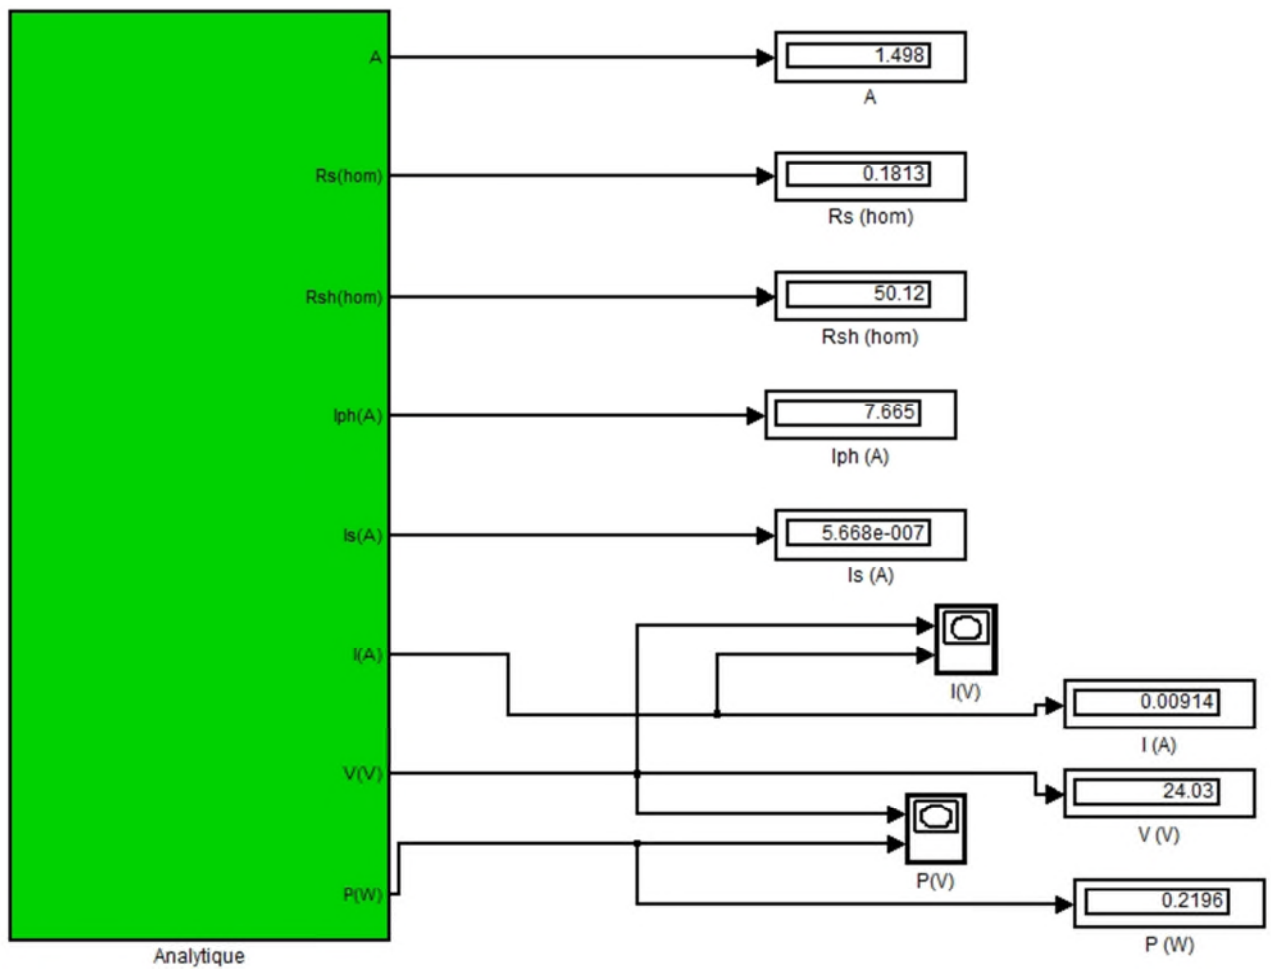 A
1.498
A
Rs(hom)
0.1813
Rs (hom)
Rsh(hom)
50.12
Rsh (hom)
Iph(A)
7.665
Iph (A)
Is(A)
5.668e-007
Is (A)
I(A)
I(V)
0.00914
I (A)
V(V)
24.03
V (V)
P(V)
P(W)
0.2196
P (W)
Analytique